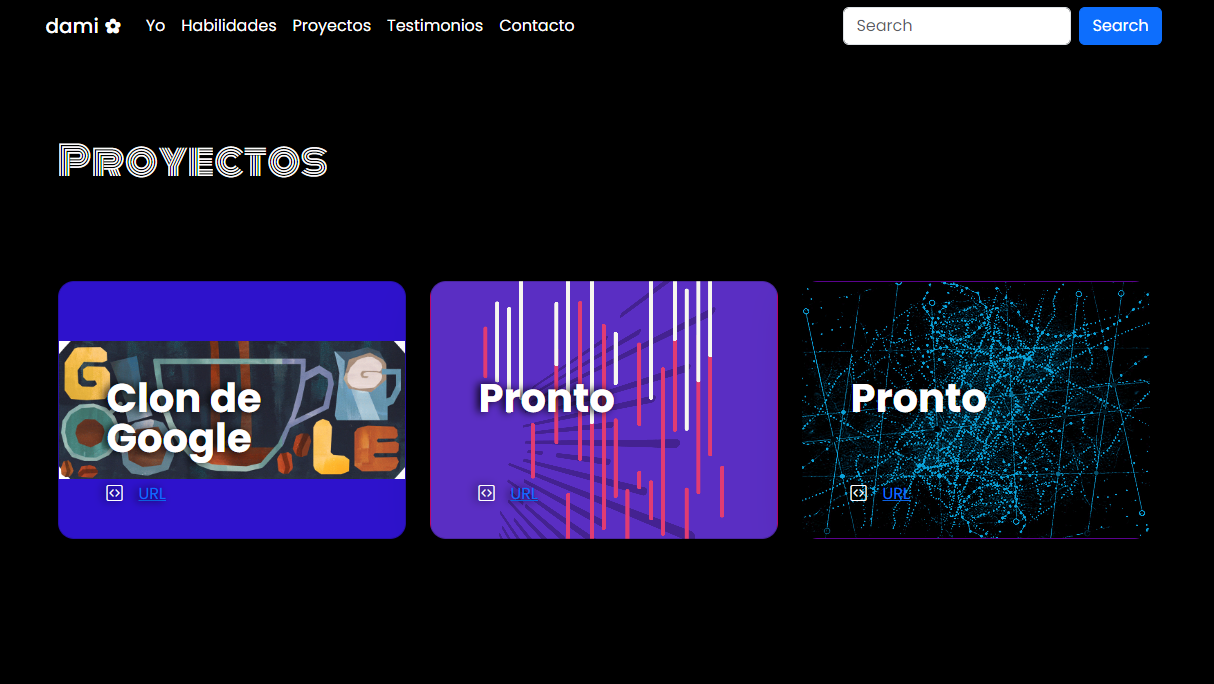 dami ✿ Yo Habilidades Proyectos Testimonios Contacto Search Search
Proyectos
Clon de
Google
URL
Pronto
URL
Pronto
URL